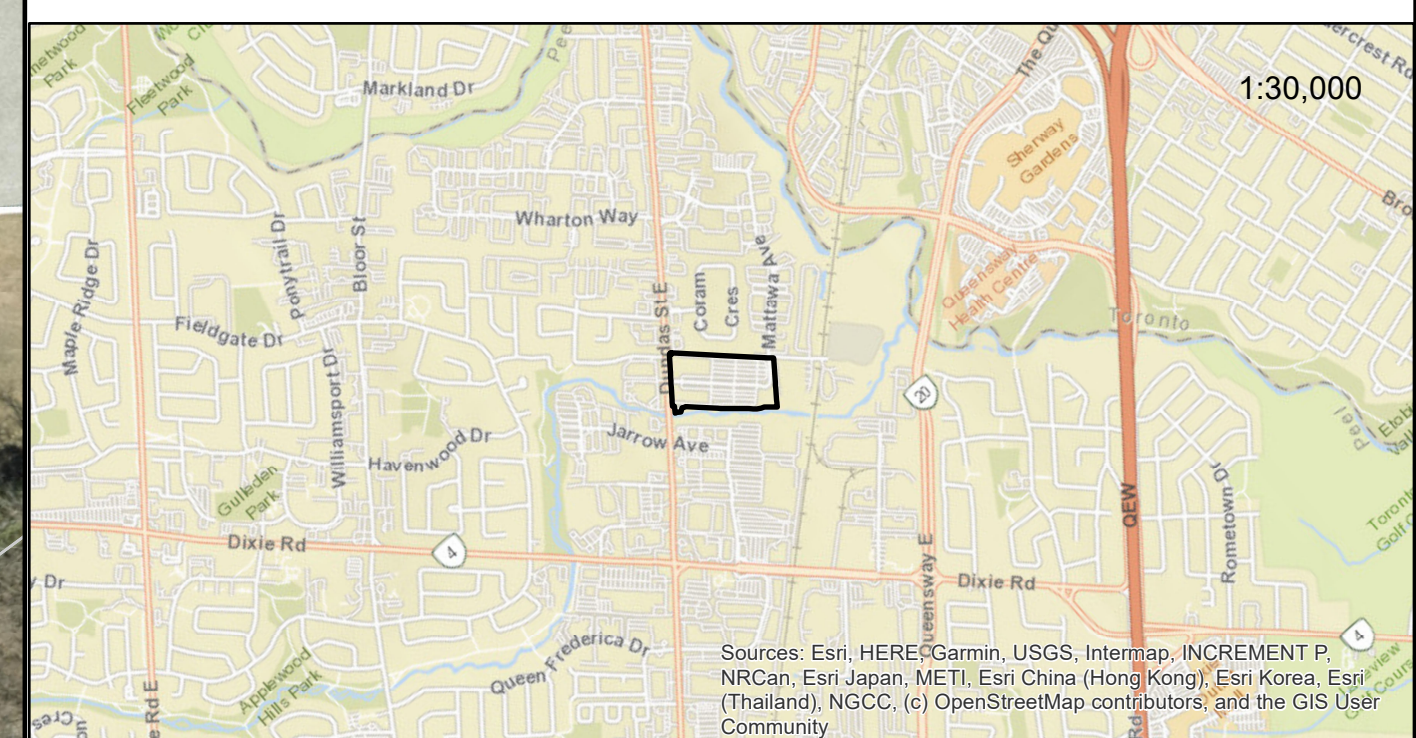 Fleetwood
Park
Markland Dr
1:30,000
Sherway
Gardens
Wharton Way
Ponytrail Dr
Bloor St
Maple Ridge Dr
Fieldgate Dr
Dundas St E
Coram
Cres
Mattawa Ave
Queensway
Health Centre
Toronto
Williamsport Dr
20
Jarrow Ave
Havenwood Dr
Gulleden
Park
Peel
QEW
Rometown Dr
Dixie Rd
4
Queensway E
Dixie Rd
4
Queen Frederica Dr
Applewood
Hills Park
Sources: Esri, HERE, Garmin, USGS, Intermap, INCREMENT P,
NRCan, Esri Japan, METI, Esri China (Hong Kong), Esri Korea, Esri
(Thailand), NGCC, (c) OpenStreetMap contributors, and the GIS User
Community